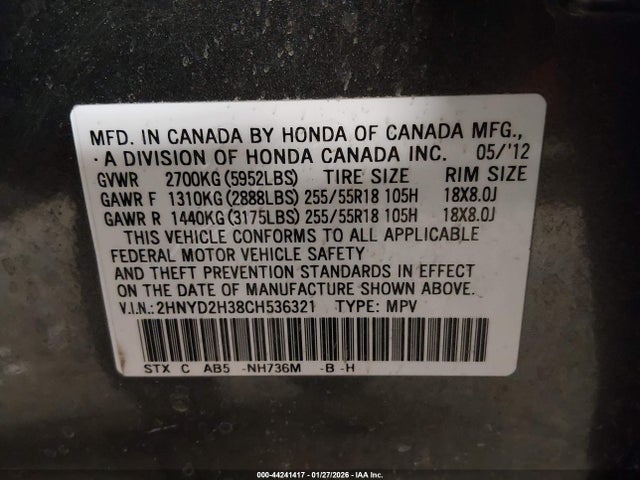 MFD. IN CANADA BY HONDA OF CANADA MFG.,
A DIVISION OF HONDA CANADA INC. 05/'12
GVWR 2700KG (5952LBS) TIRE SIZE RIM SIZE
GAWR F 1310KG (2888LBS) 255/55R18 105H 18X8.0J
GAWR R 1440KG (3175LBS) 255/55R18 105H 18X8.0J
THIS VEHICLE CONFORMS TO ALL APPLICABLE
FEDERAL MOTOR VEHICLE SAFETY
AND THEFT PREVENTION STANDARDS IN EFFECT
ON THE DATE OF MANUFACTURE SHOWN ABOVE.
V.I.N.:2HNYD2H38CH536321 TYPE: MPV
STX C AB5 -NH736M -B -H
000-44241417 - 01/27/2026 - IAA Inc.